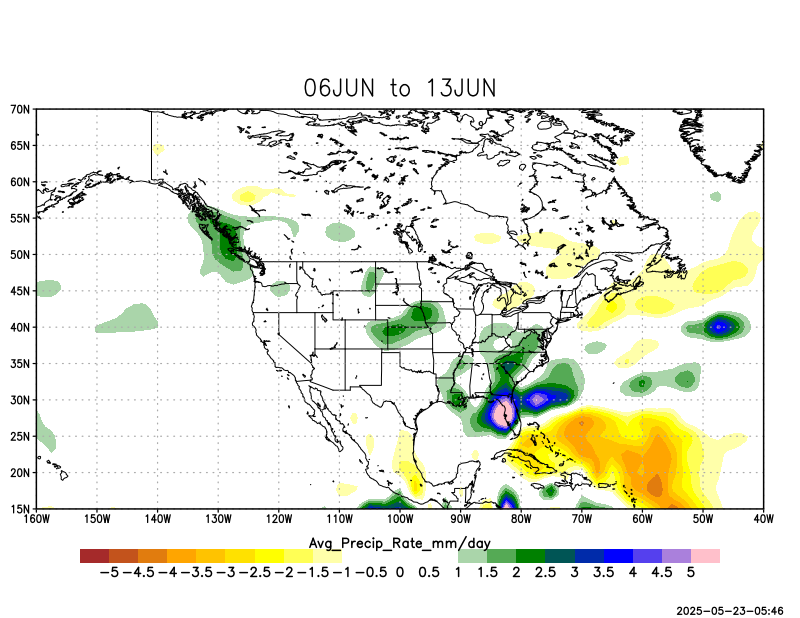 06JUN to 13JUN
70N
65N
60N
55N
50N
45N
40N
35N
30N
25N
20N
15N
160W 150W 140W 130W 120W 110W 100W 90W 80W 70W 60W 50W 40W
Avg_Precip_Rate_mm/day
-5 -4.5 -4 -3.5 -3 -2.5 -2 -1.5 -1 -0.5 0 0.5 1 1.5 2 2.5 3 3.5 4 4.5 5
2025-05-23-05:46